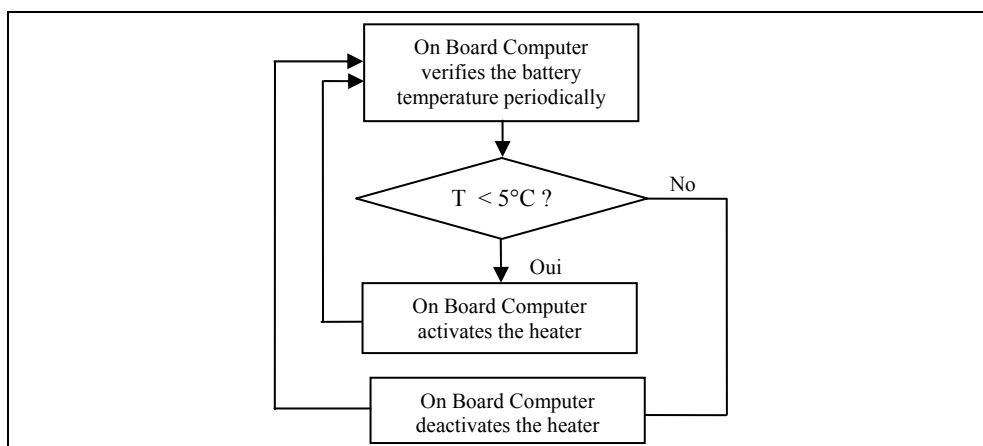 On Board Computer
verifies the battery
temperature periodically
T < 5°C ?
No
Oui
On Board Computer
activates the heater
On Board Computer
deactivates the heater